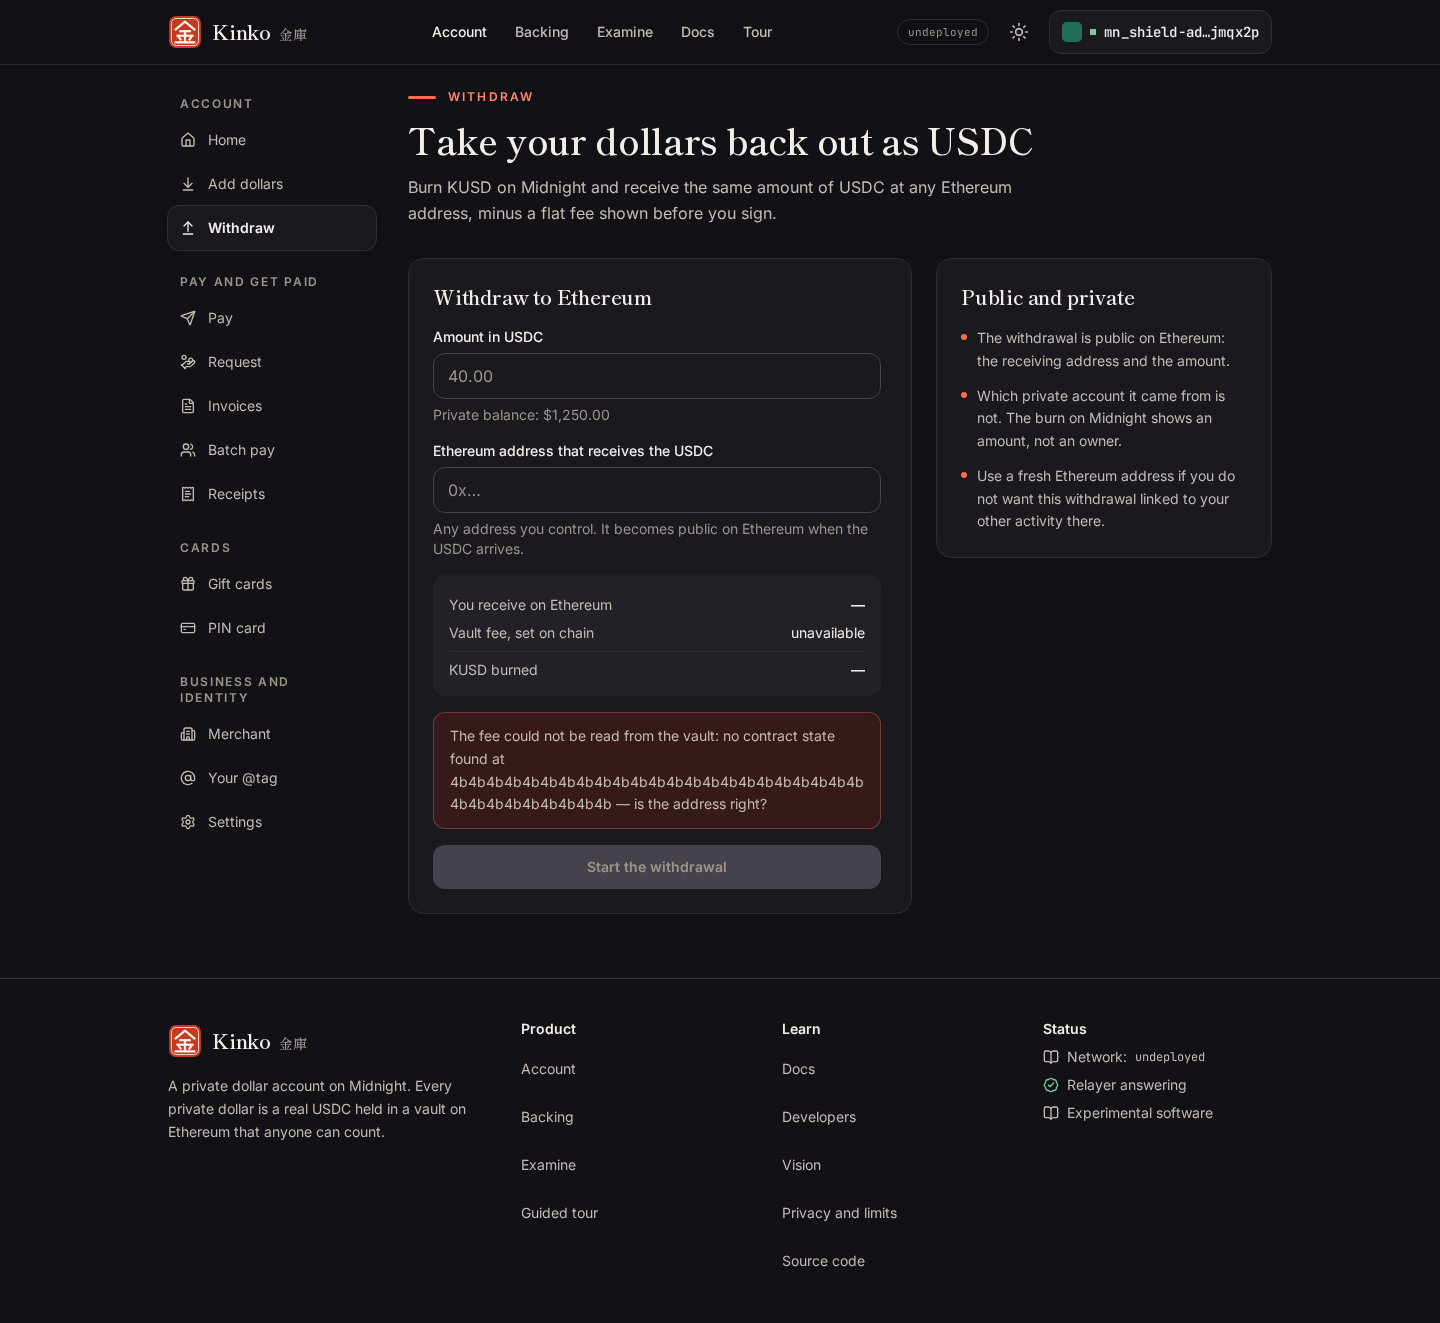 金 Kinko 金庫
Account Backing Examine Docs Tour
undeployed
mn_shield-ad…jmqx2p
ACCOUNT
Home
Add dollars
Withdraw
PAY AND GET PAID
Pay
Request
Invoices
Batch pay
Receipts
CARDS
Gift cards
PIN card
BUSINESS AND
IDENTITY
Merchant
Your @tag
Settings
WITHDRAW
Take your dollars back out as USDC
Burn KUSD on Midnight and receive the same amount of USDC at any Ethereum
address, minus a flat fee shown before you sign.
Withdraw to Ethereum
Amount in USDC
40.00
Private balance: $1,250.00
Ethereum address that receives the USDC
0x...
Any address you control. It becomes public on Ethereum when the
USDC arrives.
You receive on Ethereum —
Vault fee, set on chain unavailable
KUSD burned —
The fee could not be read from the vault: no contract state
found at
4b4b4b4b4b4b4b4b4b4b4b4b4b4b4b4b4b4b4b4b4b4b4b
4b4b4b4b4b4b4b4b4b — is the address right?
Start the withdrawal
Public and private
The withdrawal is public on Ethereum:
the receiving address and the amount.
Which private account it came from is
not. The burn on Midnight shows an
amount, not an owner.
Use a fresh Ethereum address if you do
not want this withdrawal linked to your
other activity there.
金 Kinko 金庫
A private dollar account on Midnight. Every
private dollar is a real USDC held in a vault on
Ethereum that anyone can count.
Product
Account
Backing
Examine
Guided tour
Learn
Docs
Developers
Vision
Privacy and limits
Source code
Status
Network: undeployed
Relayer answering
Experimental software